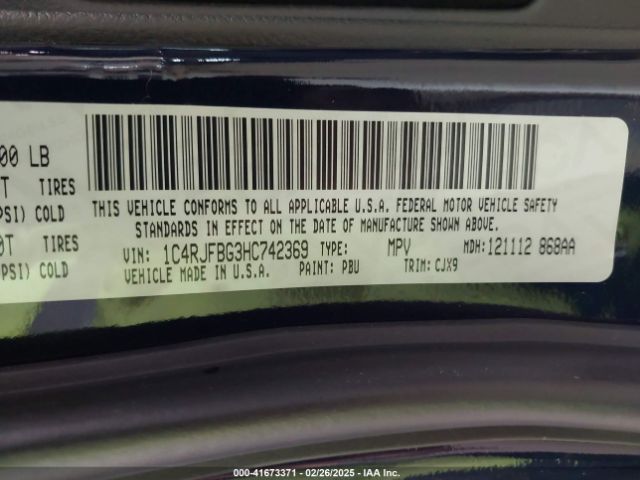 00 LB
T TIRES
PSI) COLD
0T TIRES
PSI) COLD
THIS VEHICLE CONFORMS TO ALL APPLICABLE U.S.A. FEDERAL MOTOR VEHICLE SAFETY
STANDARDS IN EFFECT ON THE DATE OF MANUFACTURE SHOWN ABOVE.
VIN: 1C4RJFBG3HC742369 TYPE: MPV MDH: 121112 868AA
VEHICLE MADE IN U.S.A. PAINT: PBU TRIM: CJX9
000-41673371 - 02/26/2025 - IAA Inc.